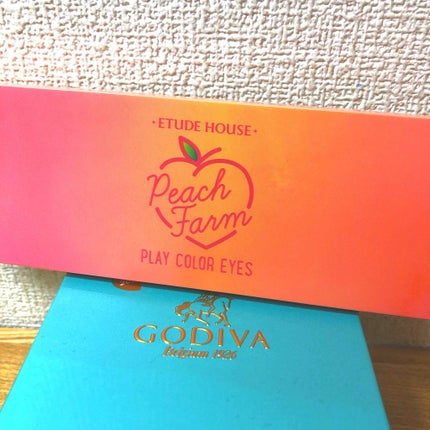 ·ETUDE HOUSE·
Peach
Farm
PLAY COLOR EYES
GODIVA
Belgium 1926